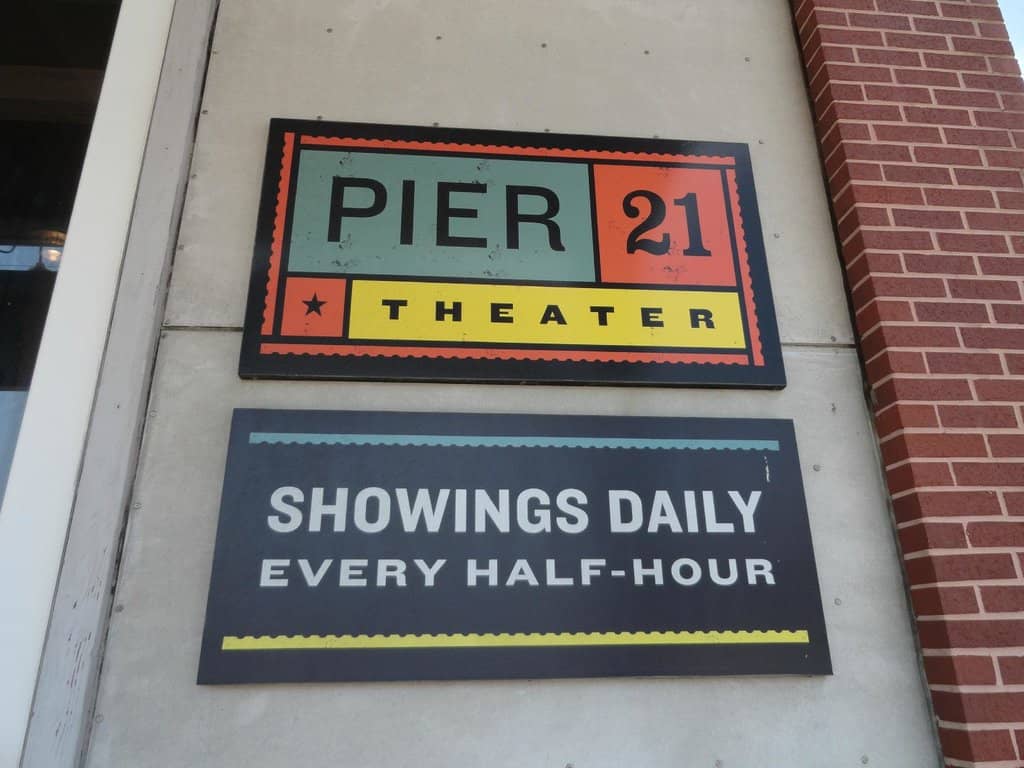 PIER 21
THEATER
SHOWINGS DAILY
EVERY HALF-HOUR